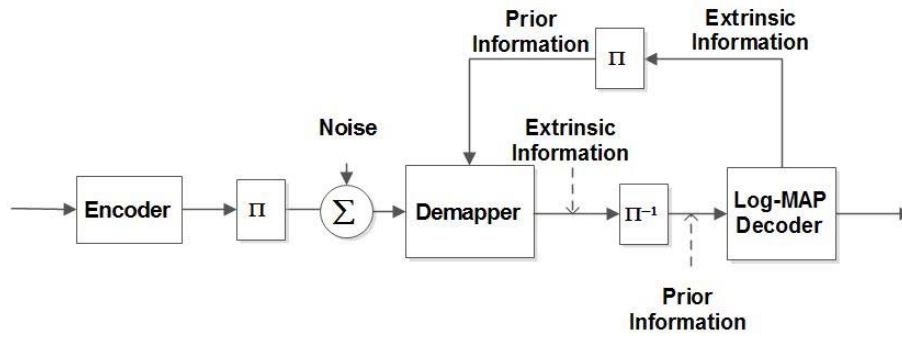 Prior
Information
Extrinsic
Information
Π
Noise
Extrinsic
Information
Encoder
Π
Σ
Demapper
Π⁻¹
Log-MAP
Decoder
Prior
Information